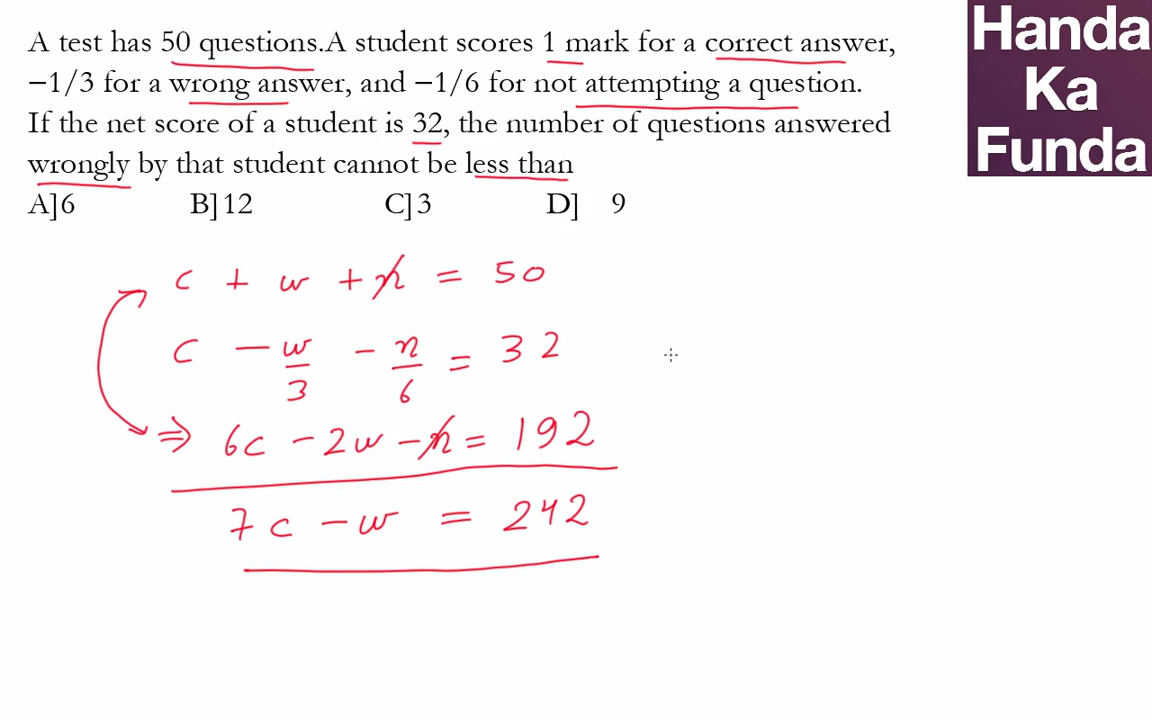 A test has 50 questions.A student scores 1 mark for a correct answer,
−1/3 for a wrong answer, and −1/6 for not attempting a question.
If the net score of a student is 32, the number of questions answered
wrongly by that student cannot be less than
A]6 B]12 C]3 D] 9
Handa
Ka
Funda
c + w + n = 50
c - w/3 - n/6 = 32
⇒ 6c - 2w - n = 192
7c - w = 242